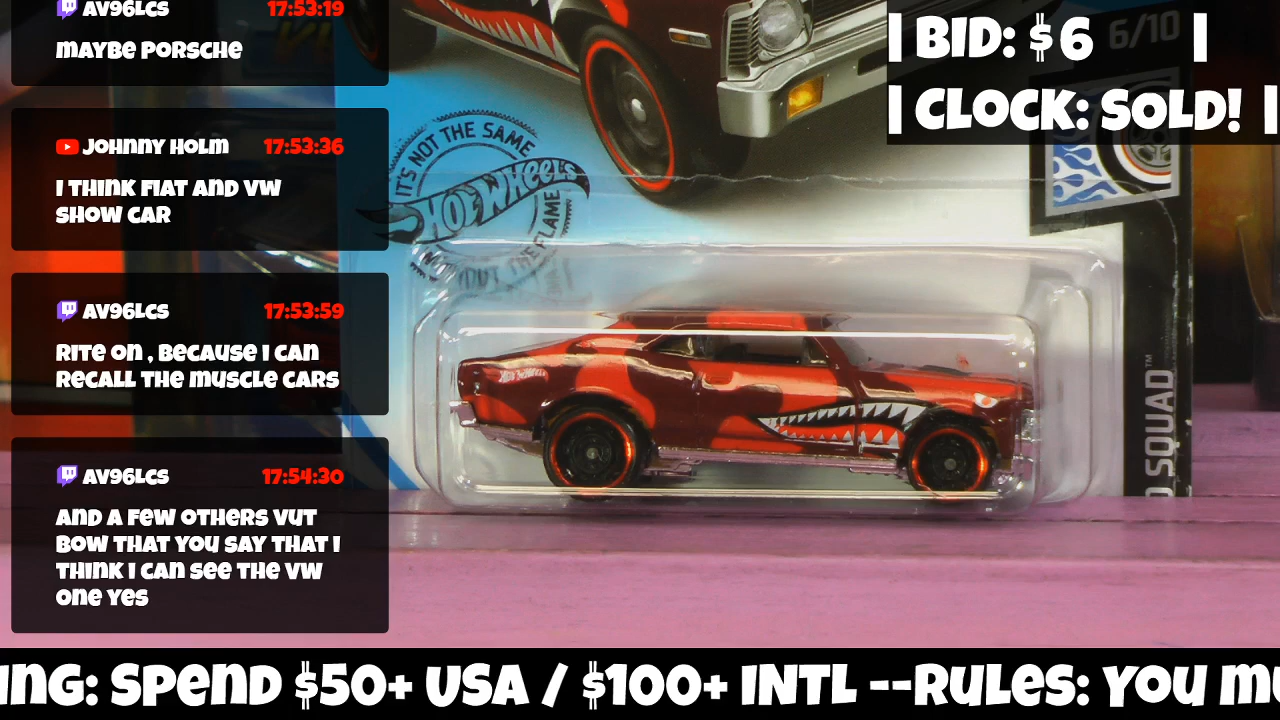 AV96LCS 17:53:19
maybe Porsche
Johnny Holm 17:53:36
I think Fiat and VW
show car
AV96LCS 17:53:59
Rite on , because I can
recall the muscle cars
AV96LCS 17:54:30
And a few others vut
bow that you say that I
think I can see the VW
one yes
| BID: $6 |
6/10
| CLOCK: SOLD! |
IT'S NOT THE SAME
Hot Wheels
WITHOUT THE FLAME
Hot Wheels
SQUAD™
ing: Spend $50+ USA / $100+ INTL --Rules: You mu